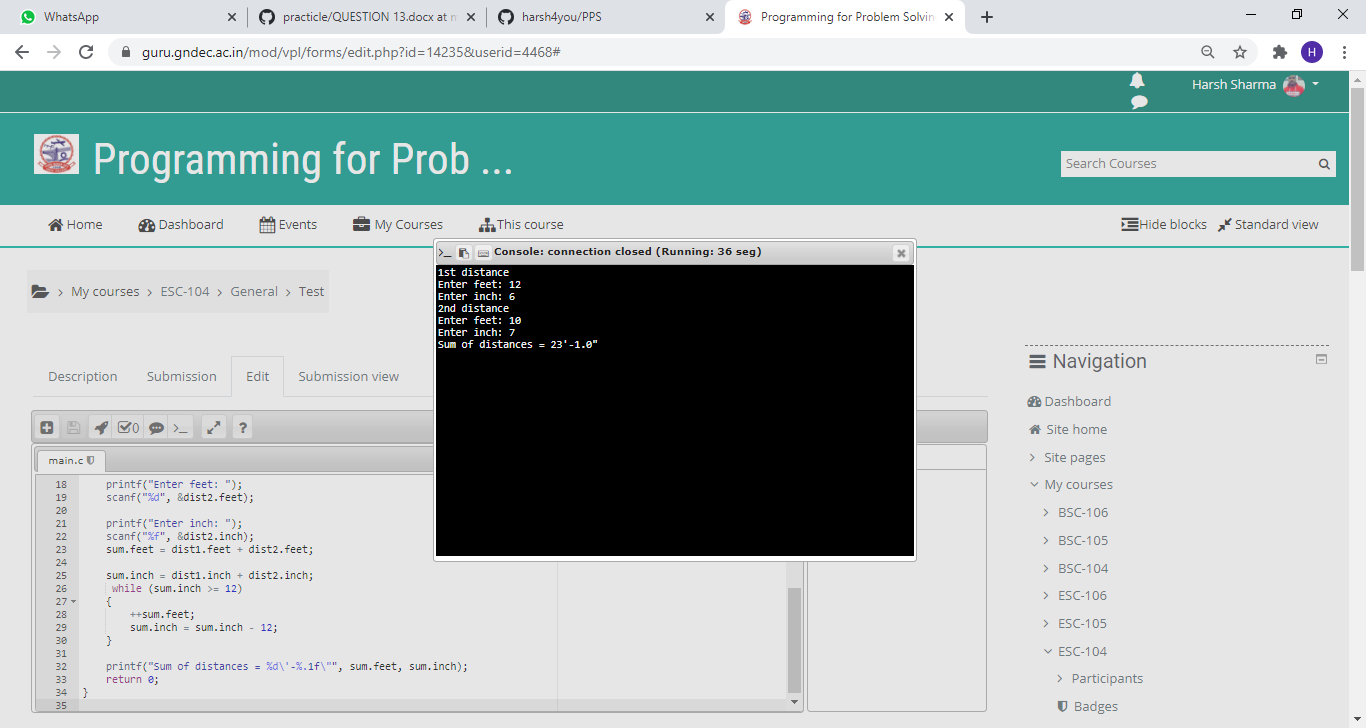 WhatsApp
practicle/QUESTION 13.docx at m
harsh4you/PPS
Programming for Problem Solvin
guru.gndec.ac.in/mod/vpl/forms/edit.php?id=14235&userid=4468#
H
Harsh Sharma
Programming for Prob ...
Search Courses
Home Dashboard Events My Courses This course Hide blocks Standard view
Console: connection closed (Running: 36 seg)
1st distance
Enter feet: 12
Enter inch: 6
2nd distance
Enter feet: 10
Enter inch: 7
Sum of distances = 23'-1.0"
> My courses > ESC-104 > General > Test
Description Submission Edit Submission view
0 >_ ?
main.c
18 printf("Enter feet: ");
19 scanf("%d", &dist2.feet);
20
21 printf("Enter inch: ");
22 scanf("%f", &dist2.inch);
23 sum.feet = dist1.feet + dist2.feet;
24
25 sum.inch = dist1.inch + dist2.inch;
26 while (sum.inch >= 12)
27 {
28 ++sum.feet;
29 sum.inch = sum.inch - 12;
30 }
31
32 printf("Sum of distances = %d\'-%.1f\"", sum.feet, sum.inch);
33 return 0;
34 }
35
Navigation
Dashboard
Site home
Site pages
My courses
BSC-106
BSC-105
BSC-104
ESC-106
ESC-105
ESC-104
Participants
Badges